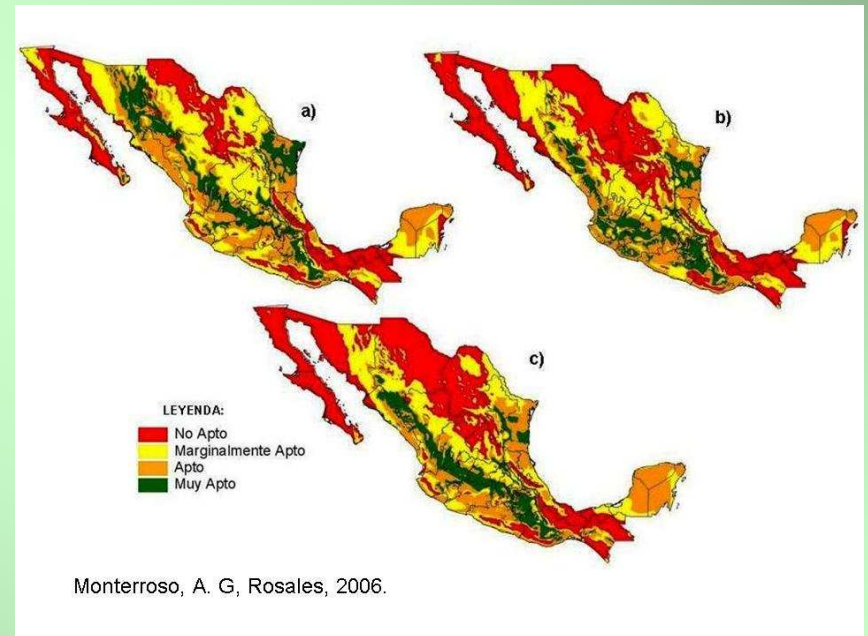 a)
b)
c)
LEYENDA:
No Apto
Marginalmente Apto
Apto
Muy Apto
Monterroso, A. G, Rosales, 2006.